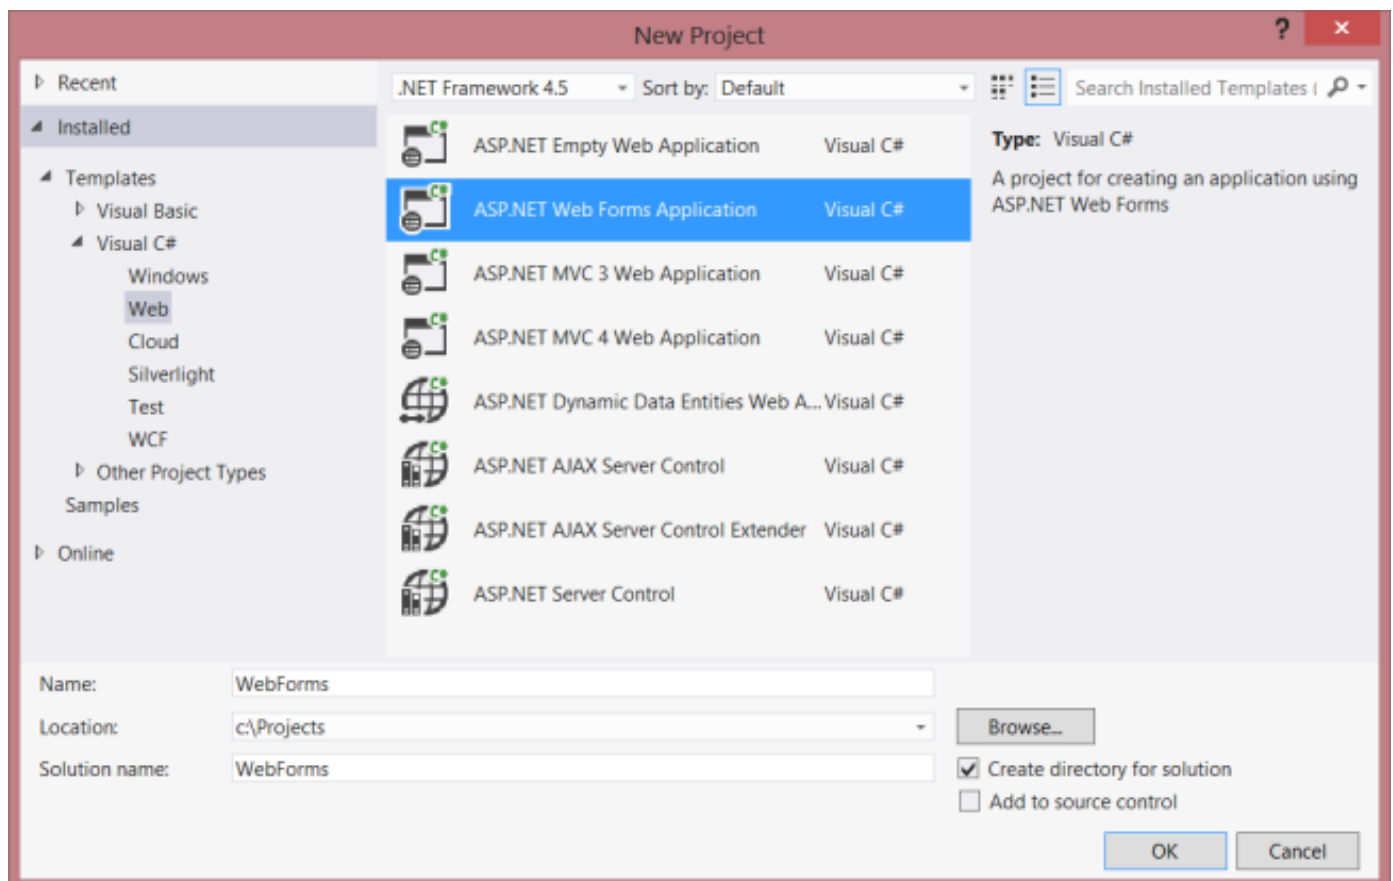 New Project
?
Recent
Installed
Templates
Visual Basic
Visual C#
Windows
Web
Cloud
Silverlight
Test
WCF
Other Project Types
Samples
Online
.NET Framework 4.5 Sort by: Default
Search Installed Templates (
ASP.NET Empty Web Application Visual C#
ASP.NET Web Forms Application Visual C#
ASP.NET MVC 3 Web Application Visual C#
ASP.NET MVC 4 Web Application Visual C#
ASP.NET Dynamic Data Entities Web A... Visual C#
ASP.NET AJAX Server Control Visual C#
ASP.NET AJAX Server Control Extender Visual C#
ASP.NET Server Control Visual C#
Type: Visual C#
A project for creating an application using
ASP.NET Web Forms
Name: WebForms
Location: c:\Projects
Browse...
Solution name: WebForms
Create directory for solution
Add to source control
OK Cancel